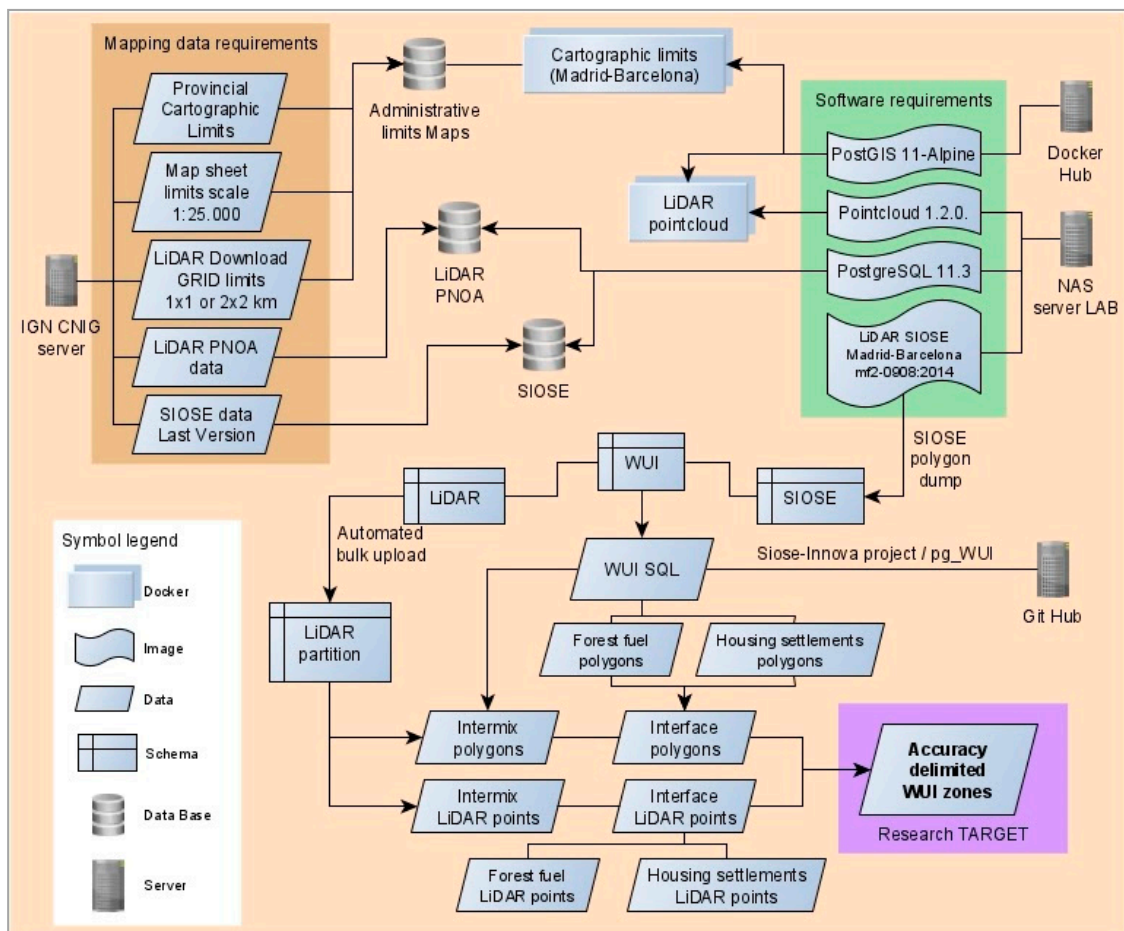 Mapping data requirements
Provincial
Cartographic
Limits
Map sheet
limits scale
1:25.000
LiDAR Download
GRID limits
1x1 or 2x2 km
LiDAR PNOA
data
SIOSE data
Last Version
IGN CNIG
server
Administrative
limits Maps
Cartographic limits
(Madrid-Barcelona)
LiDAR
pointcloud
LiDAR
PNOA
SIOSE
Software requirements
PostGIS 11-Alpine
Pointcloud 1.2.0.
PostgreSQL 11.3
LiDAR SIOSE
Madrid-Barcelona
mf2-0908:2014
Docker
Hub
NAS
server LAB
SIOSE
polygon
dump
WUI
LiDAR
SIOSE
Automated
bulk upload
Siose-Innova project / pg_WUI
WUI SQL
Git Hub
LiDAR
partition
Forest fuel
polygons
Housing settlements
polygons
Intermix
polygons
Interface
polygons
Intermix
LiDAR points
Interface
LiDAR points
Forest fuel
LiDAR points
Housing settlements
LiDAR points
Accuracy
delimited
WUI zones
Research TARGET
Symbol legend
Docker
Image
Data
Schema
Data Base
Server